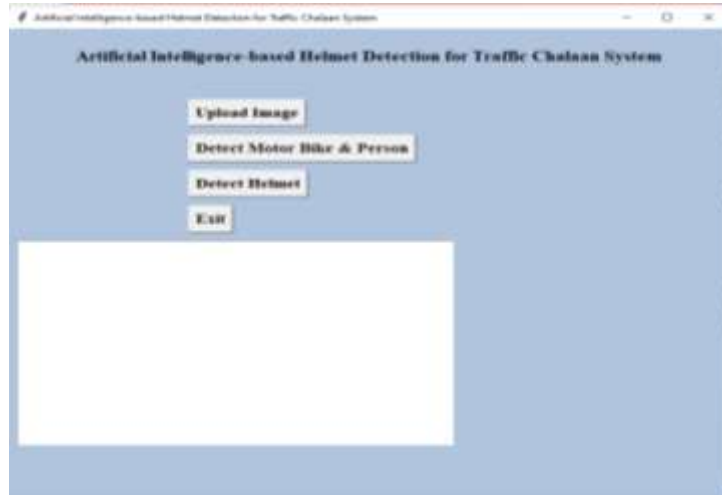 Artificial Intelligence-based Helmet Detection for Traffic Chalaan System
Artificial Intelligence-based Helmet Detection for Traffic Chalaan System
Upload Image
Detect Motor Bike & Person
Detect Helmet
Exit